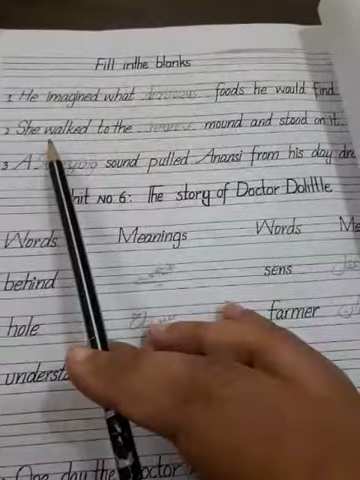 Fill in the blanks
1 He imagined what foods he would find
2 She walked to the mound and stood on it.
3 A sound pulled Anansi from his day dre
nit No 6: The story of Doctor Dolittle
Words Meanings Words Me
behind sens
hole farmer
understa
One day the Doctor